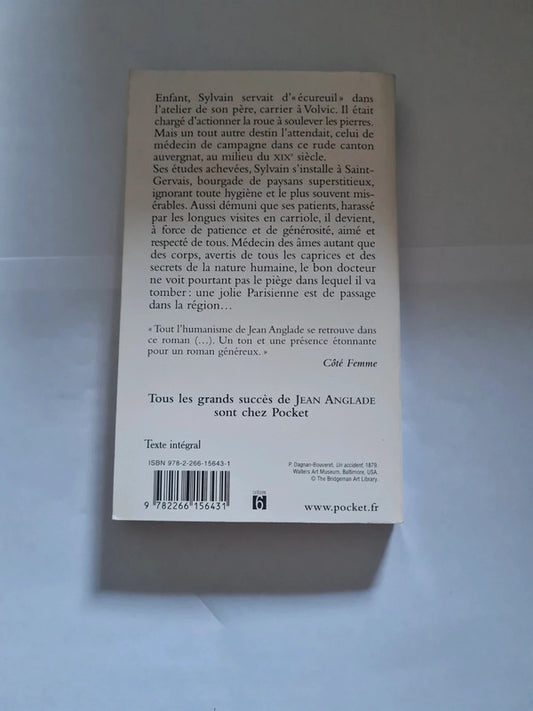 Enfant, Sylvain servait d'« écureuil » dans
l'atelier de son père, carrier à Volvic. Il était
chargé d'actionner la roue à soulever les pierres.
Mais un tout autre destin l'attendait, celui de
médecin de campagne dans ce rude canton
auvergnat, au milieu du XIXe siècle.
Ses études achevées, Sylvain s'installe à Saint-
Gervais, bourgade de paysans superstitieux,
ignorant toute hygiène et le plus souvent mis-
érables. Aussi démuni que ses patients, harassé
par les longues visites en carriole, il devient,
à force de patience et de générosité, aimé et
respecté de tous. Médecin des âmes autant que
des corps, avertis de tous les caprices et des
secrets de la nature humaine, le bon docteur
ne voit pourtant pas le piège dans lequel il va
tomber : une jolie Parisienne est de passage
dans la région…
« Tout l'humanisme de Jean Anglade se retrouve dans
ce roman (…). Un ton et une présence étonnante
pour un roman généreux. »
Côté Femme
Tous les grands succès de JEAN ANGLADE
sont chez Pocket
Texte intégral
ISBN 978-2-266-15643-1
9 782266 156431
6
P. Dagnan-Bouveret, Un accident, 1879.
Walters Art Museum, Baltimore, USA.
© The Bridgeman Art Library.
www.pocket.fr